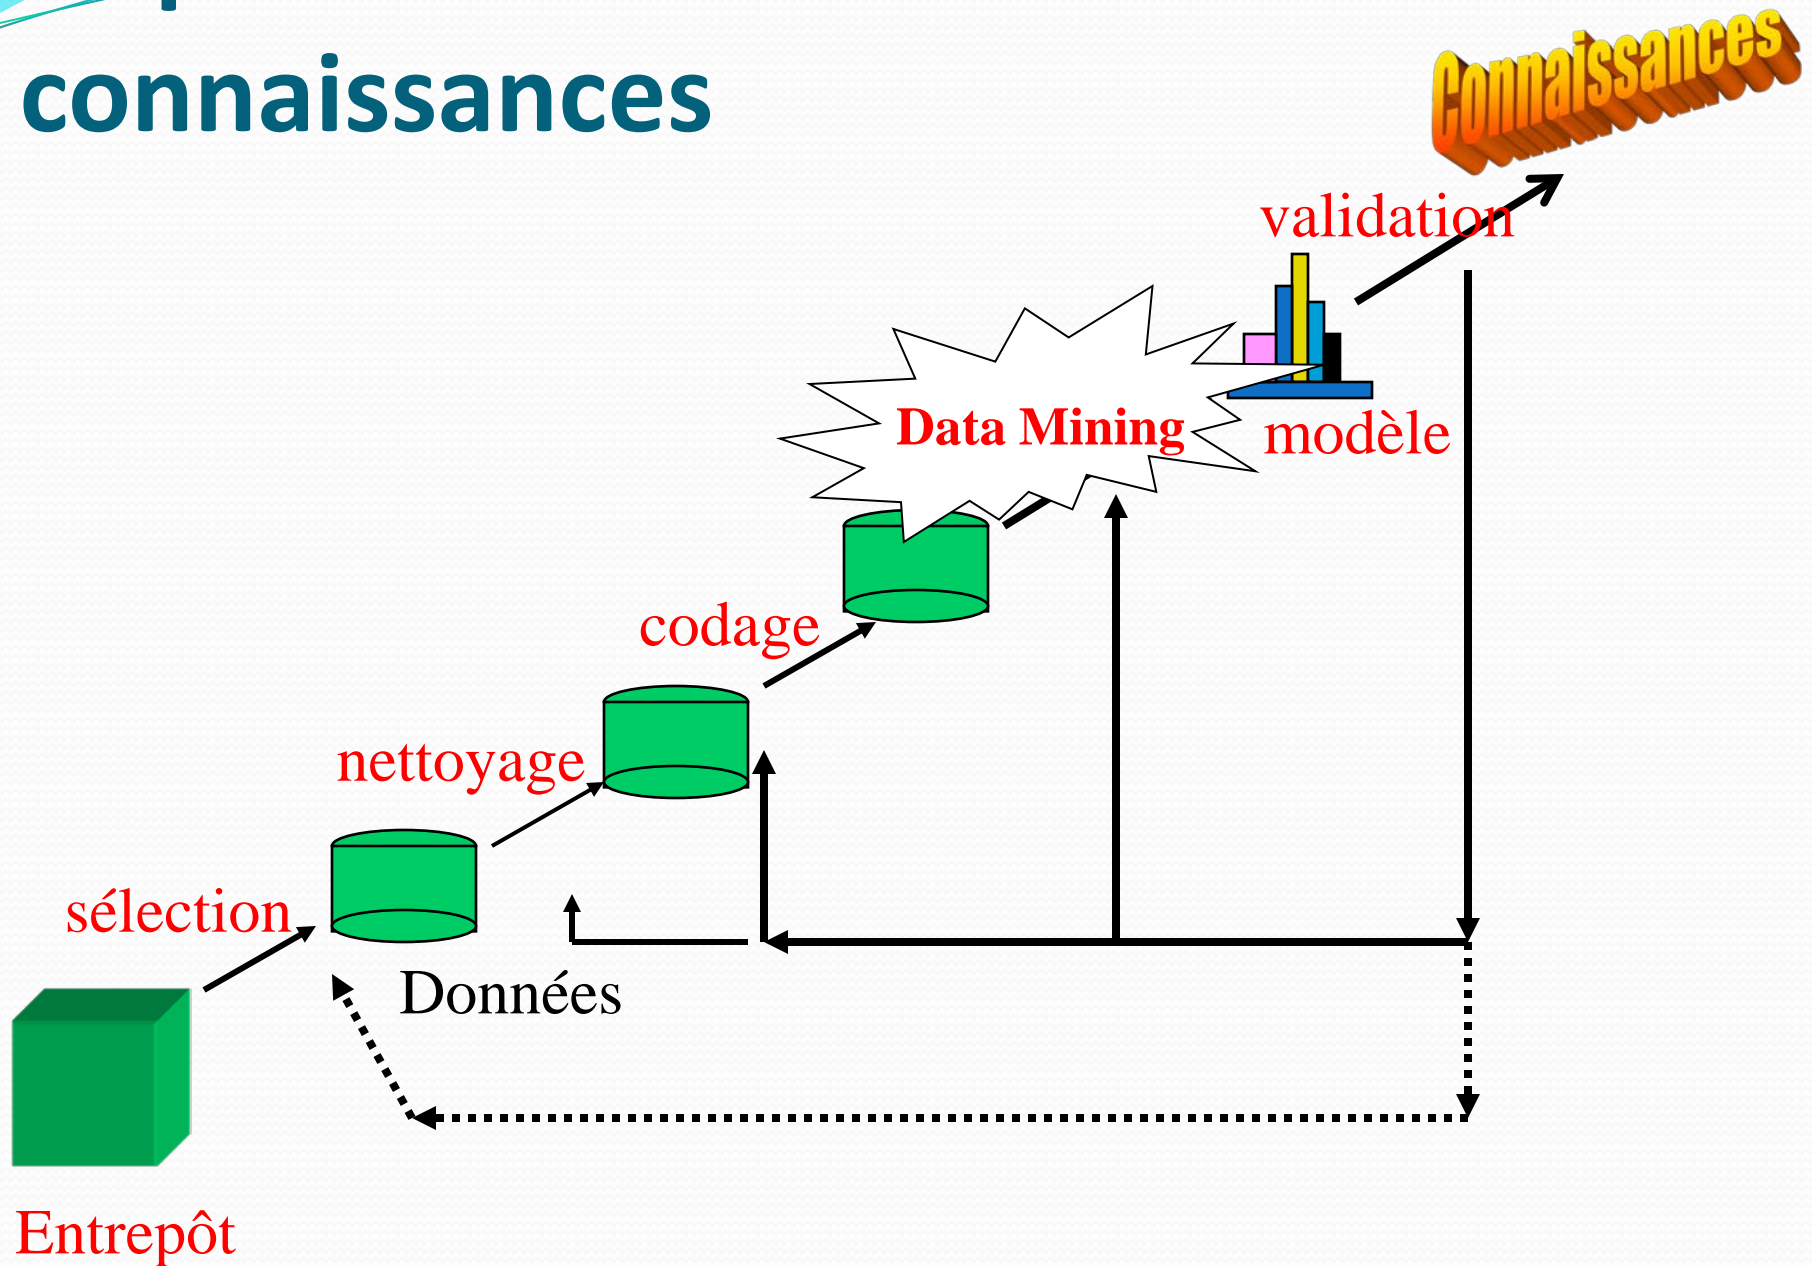 connaissances
Connaissances
validation
Data Mining
modèle
codage
nettoyage
sélection
Données
Entrepôt